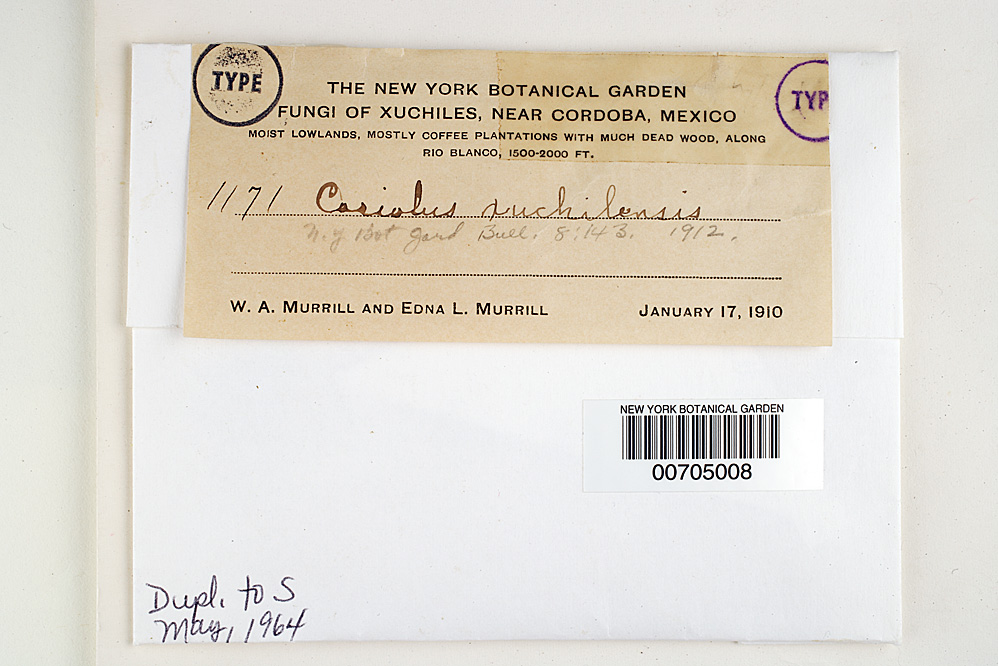 TYPE
TYP
THE NEW YORK BOTANICAL GARDEN
FUNGI OF XUCHILES, NEAR CORDOBA, MEXICO
MOIST LOWLANDS, MOSTLY COFFEE PLANTATIONS WITH MUCH DEAD WOOD, ALONG
RIO BLANCO, 1500-2000 FT.
1171 Coriolus xuchilensis
N.Y Bot Gard Bull. 8:143. 1912.
W. A. MURRILL AND EDNA L. MURRILL JANUARY 17, 1910
NEW YORK BOTANICAL GARDEN
00705008
Dupl. to S
May, 1964